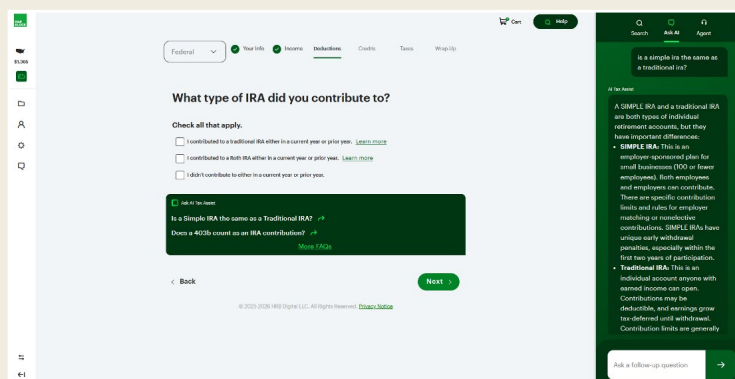 H&R
BLOCK
$1,305
Cart
Help
Federal
Your Info
Income
Deductions
Credits
Taxes
Wrap-Up
What type of IRA did you contribute to?
Check all that apply.
I contributed to a traditional IRA either in a current year or prior year. Learn more
I contributed to a Roth IRA either in a current year or prior year. Learn more
I didn't contribute to either in a current year or prior year.
Ask AI Tax Assist
Is a Simple IRA the same as a Traditional IRA?
Does a 403b count as an IRA contribution?
More FAQs
Back
Next
© 2025-2026 HRB Digital LLC. All Rights Reserved. Privacy Notice
Search
Ask AI
Agent
is a simple ira the same as
a traditional ira?
AI Tax Assist
A SIMPLE IRA and a traditional IRA
are both types of individual
retirement accounts, but they
have important differences:
• SIMPLE IRA: This is an
employer-sponsored plan for
small businesses (100 or fewer
employees). Both employees
and employers can contribute.
There are specific contribution
limits and rules for employer
matching or nonelective
contributions. SIMPLE IRAs have
unique early withdrawal
penalties, especially within the
first two years of participation.
• Traditional IRA: This is an
individual account anyone with
earned income can open.
Contributions may be
deductible, and earnings grow
tax-deferred until withdrawal.
Contribution limits are generally
Ask a follow-up question